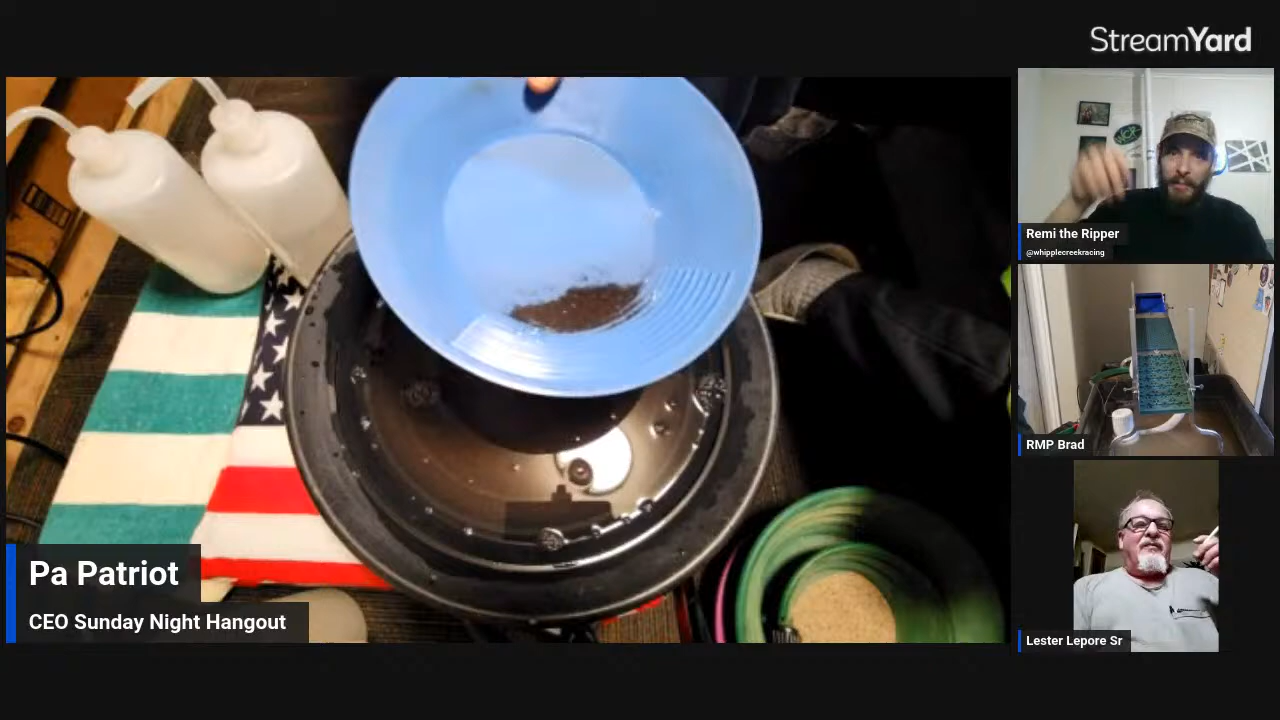 StreamYard
Remi the Ripper
@whipplecreekracing
RMP Brad
Pa Patriot
CEO Sunday Night Hangout
Lester Lepore Sr